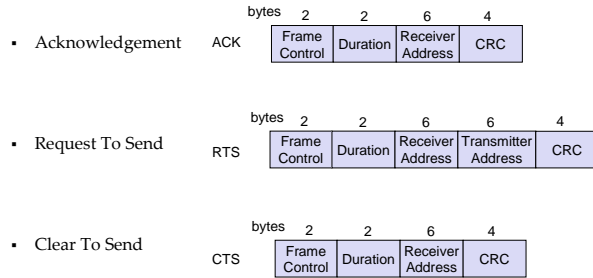 bytes 2 2 6 4
▪ Acknowledgement ACK Frame Control Duration Receiver Address CRC
bytes 2 2 6 6 4
▪ Request To Send RTS Frame Control Duration Receiver Address Transmitter Address CRC
bytes 2 2 6 4
▪ Clear To Send CTS Frame Control Duration Receiver Address CRC